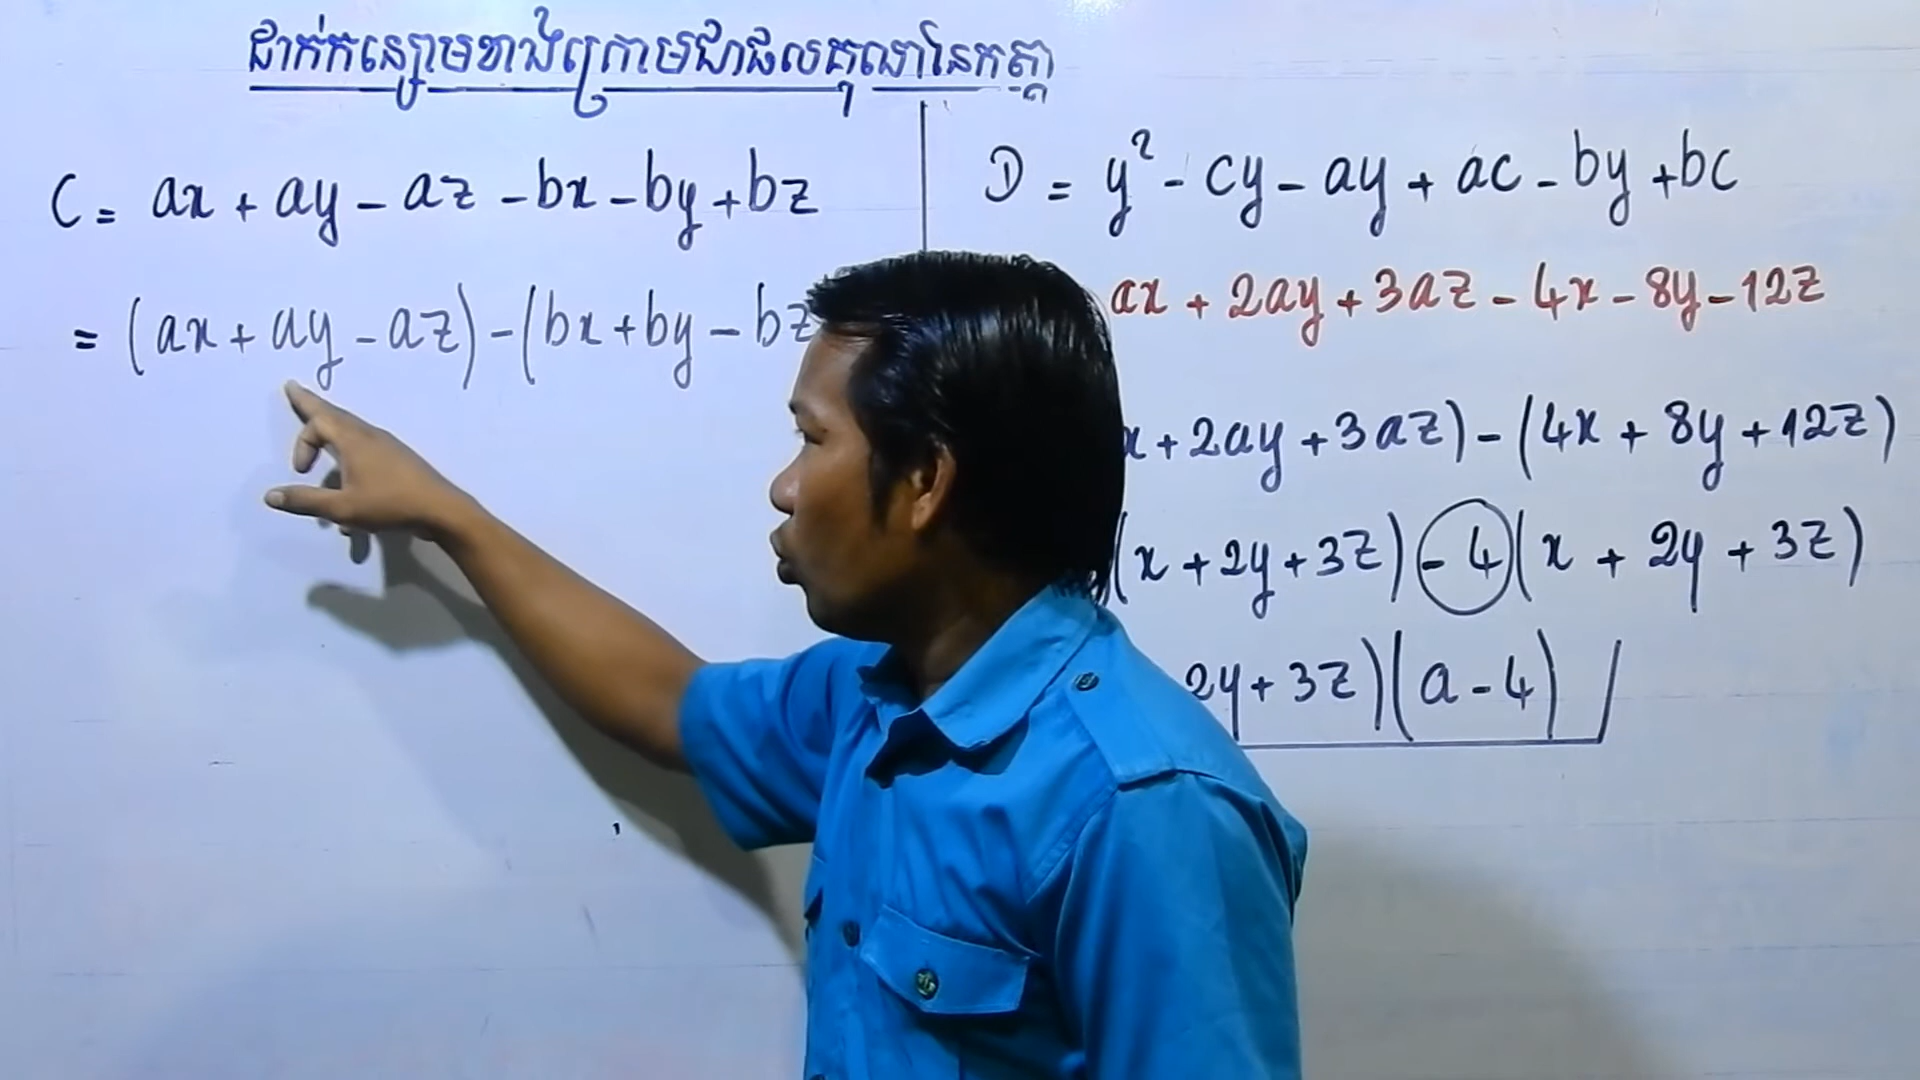 ដាក់កន្សោមខាងក្រោមជាផលគុណនៃកត្តា
C = ax + ay - az - bx - by + bz
= (ax + ay - az) - (bx + by - bz
D = y² - cy - ay + ac - by + bc
ax + 2ay + 3az - 4x - 8y - 12z
x + 2ay + 3az) - (4x + 8y + 12z)
(x + 2y + 3z) - 4 (x + 2y + 3z)
2y + 3z)(a - 4)